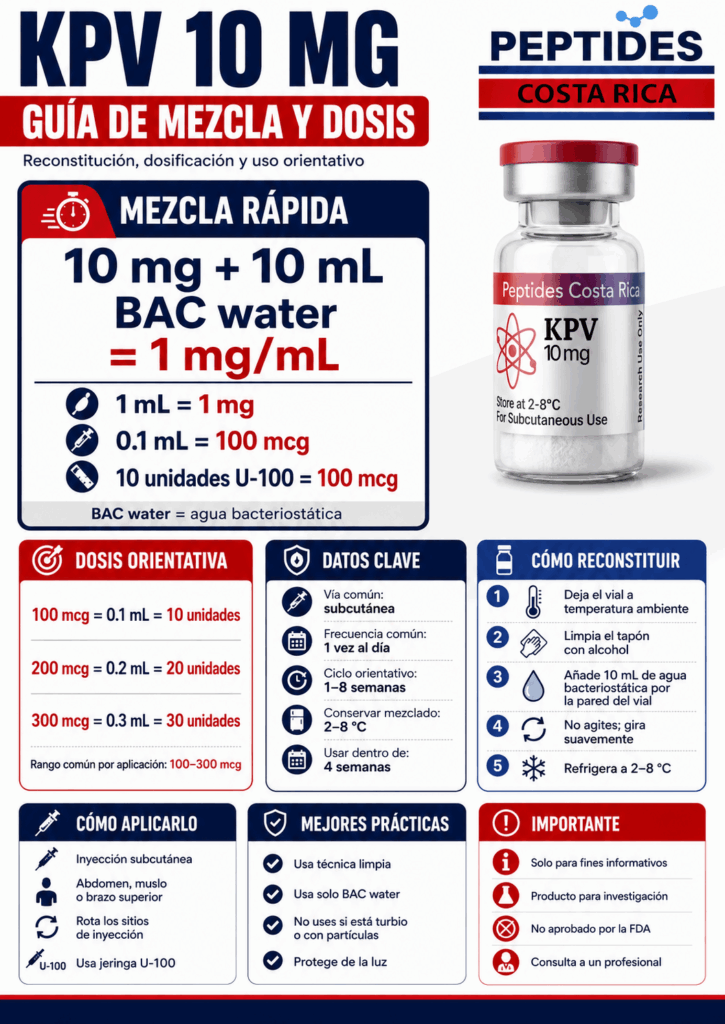 KPV 10 MG
GUÍA DE MEZCLA Y DOSIS
Reconstitución, dosificación y uso orientativo
PEPTIDES
COSTA RICA
MEZCLA RÁPIDA
10 mg + 10 mL
BAC water
= 1 mg/mL
1 mL = 1 mg
0.1 mL = 100 mcg
10 unidades U-100 = 100 mcg
BAC water = agua bacteriostática
Peptides Costa Rica
KPV
10mg
Store at 2-8°C
For Subcutaneous Use
Research Use Only
DOSIS ORIENTATIVA
100 mcg = 0.1 mL = 10 unidades
200 mcg = 0.2 mL = 20 unidades
300 mcg = 0.3 mL = 30 unidades
Rango común por aplicación: 100–300 mcg
DATOS CLAVE
Vía común:
subcutánea
Frecuencia común:
1 vez al día
Ciclo orientativo:
1–8 semanas
Conservar mezclado:
2–8 °C
Usar dentro de:
4 semanas
CÓMO RECONSTITUIR
1 Deja el vial a
temperatura ambiente
2 Limpia el tapón
con alcohol
3 Añade 10 mL de agua
bacteriostática por
la pared del vial
4 No agites; gira
suavemente
5 Refrigera a 2–8 °C
CÓMO APLICARLO
Inyección subcutánea
Abdomen, muslo
o brazo superior
Rota los sitios
de inyección
U-100 Usa jeringa U-100
MEJORES PRÁCTICAS
Usa técnica limpia
Usa solo BAC water
No uses si está turbio
o con partículas
Protege de la luz
IMPORTANTE
Solo para fines informativos
Producto para investigación
No aprobado por la FDA
Consulta a un profesional